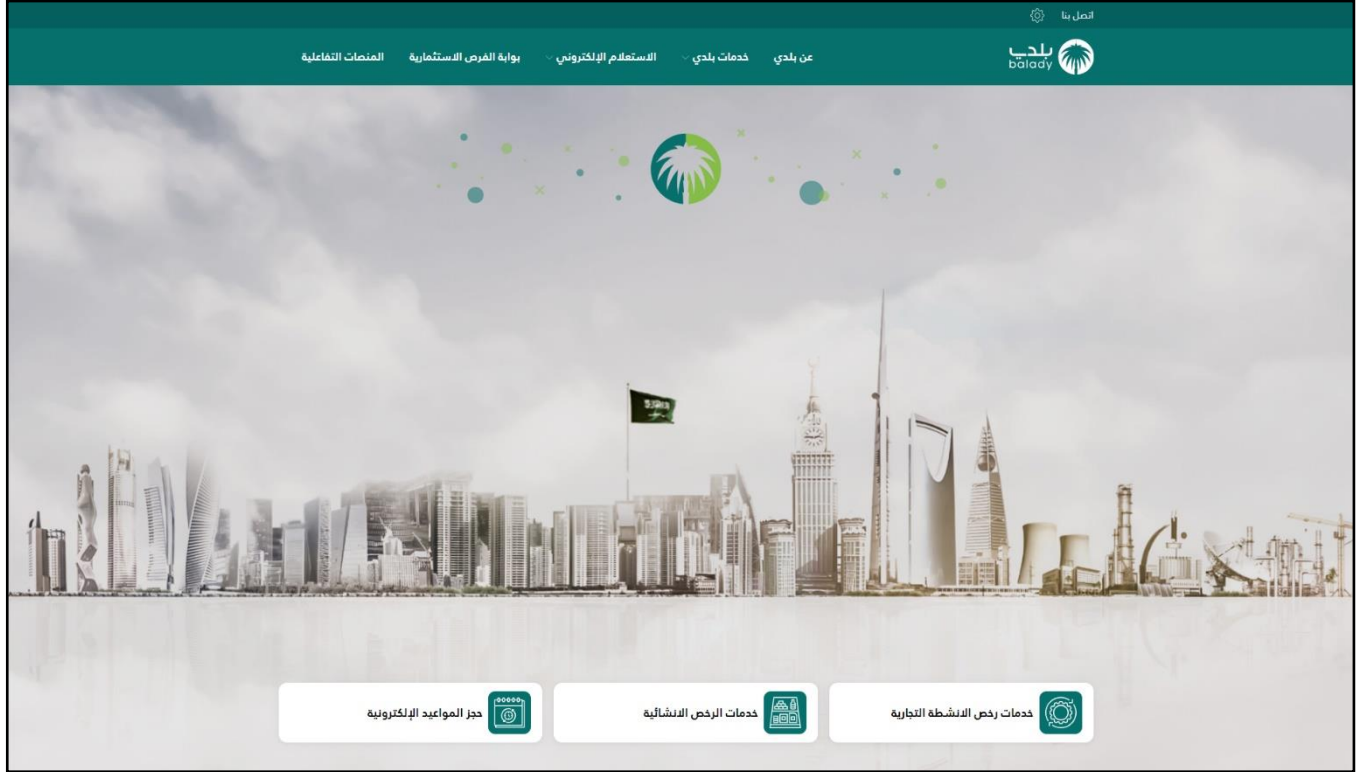 اتصل بنا
بلدي
balady
عن بلدي
خدمات بلدي
الاستعلام الإلكتروني
بوابة الفرص الاستثمارية
المنصات التفاعلية
خدمات رخص الانشطة التجارية
خدمات الرخص الانشائية
حجز المواعيد الإلكترونية